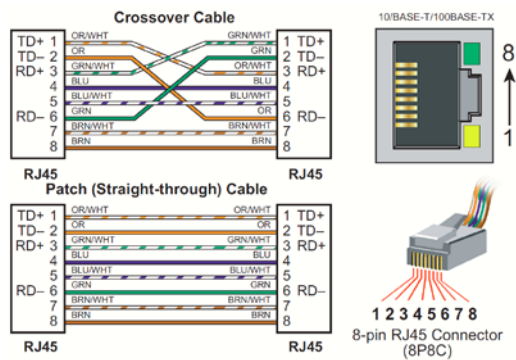 Crossover Cable
TD+ 1 OR/WHT GRN/WHT 1 TD+
TD– 2 OR GRN 2 TD–
RD+ 3 GRN/WHT OR/WHT 3 RD+
4 BLU BLU 4
5 BLU/WHT BLU/WHT 5
RD– 6 GRN OR 6 RD–
7 BRN/WHT BRN/WHT 7
8 BRN BRN 8
RJ45 RJ45
Patch (Straight-through) Cable
TD+ 1 OR/WHT OR/WHT 1 TD+
TD– 2 OR OR 2 TD–
RD+ 3 GRN/WHT GRN/WHT 3 RD+
4 BLU BLU 4
5 BLU/WHT BLU/WHT 5
RD– 6 GRN GRN 6 RD–
7 BRN/WHT BRN/WHT 7
8 BRN BRN 8
RJ45 RJ45
10/BASE-T/100BASE-TX
8
1
1 2 3 4 5 6 7 8
8-pin RJ45 Connector
(8P8C)